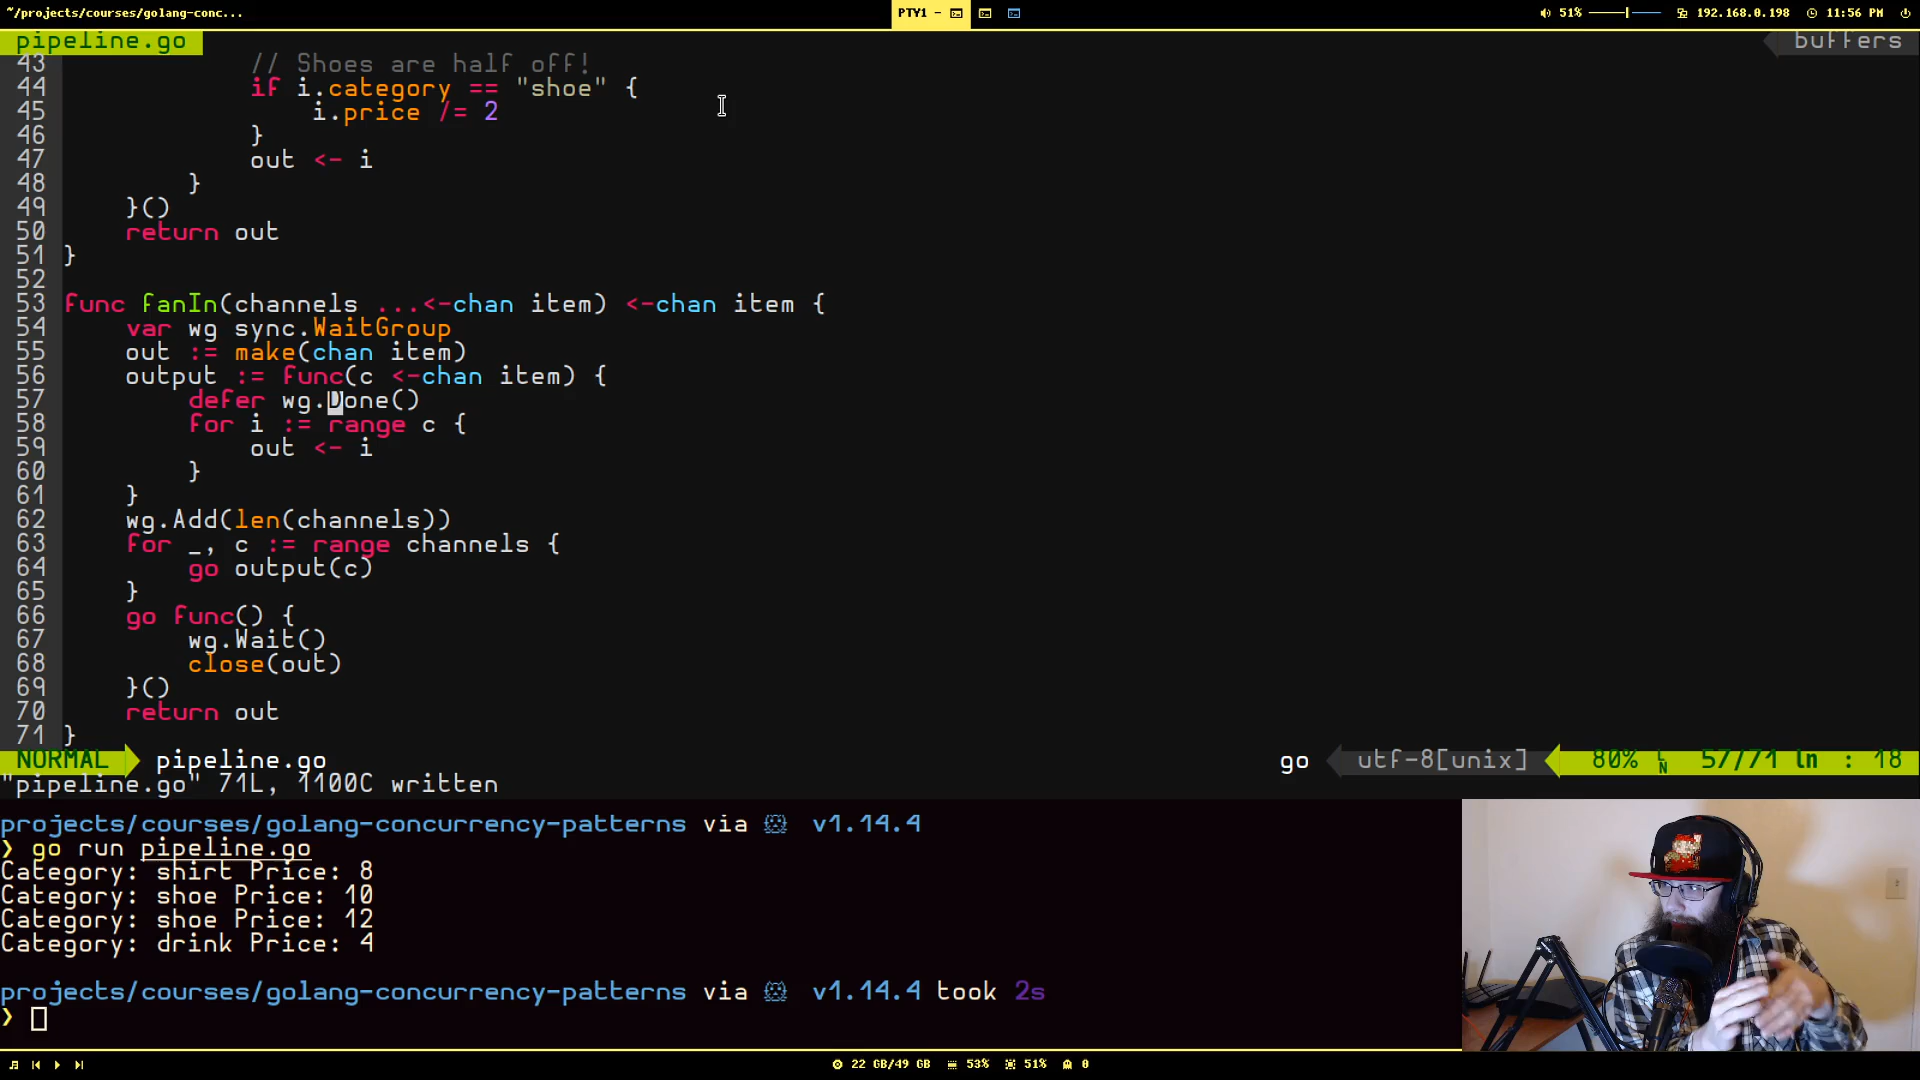 ~/projects/courses/golang-conc...
PTY1 -
51%
192.168.0.198
11:56 PM
pipeline.go
buffers
43 // Shoes are half off!
44 if i.category == "shoe" {
45 i.price /= 2
46 }
47 out <- i
48 }
49 }()
50 return out
51 }
52
53 func fanIn(channels ...<-chan item) <-chan item {
54 var wg sync.WaitGroup
55 out := make(chan item)
56 output := func(c <-chan item) {
57 defer wg.Done()
58 for i := range c {
59 out <- i
60 }
61 }
62 wg.Add(len(channels))
63 for _, c := range channels {
64 go output(c)
65 }
66 go func() {
67 wg.Wait()
68 close(out)
69 }()
70 return out
71 }
NORMAL pipeline.go go utf-8[unix] 80% LN 57/71 ln : 18
"pipeline.go" 71L, 1100C written
projects/courses/golang-concurrency-patterns via v1.14.4
❯ go run pipeline.go
Category: shirt Price: 8
Category: shoe Price: 10
Category: shoe Price: 12
Category: drink Price: 4
projects/courses/golang-concurrency-patterns via v1.14.4 took 2s
❯
22 GB/49 GB 53% 51% 0